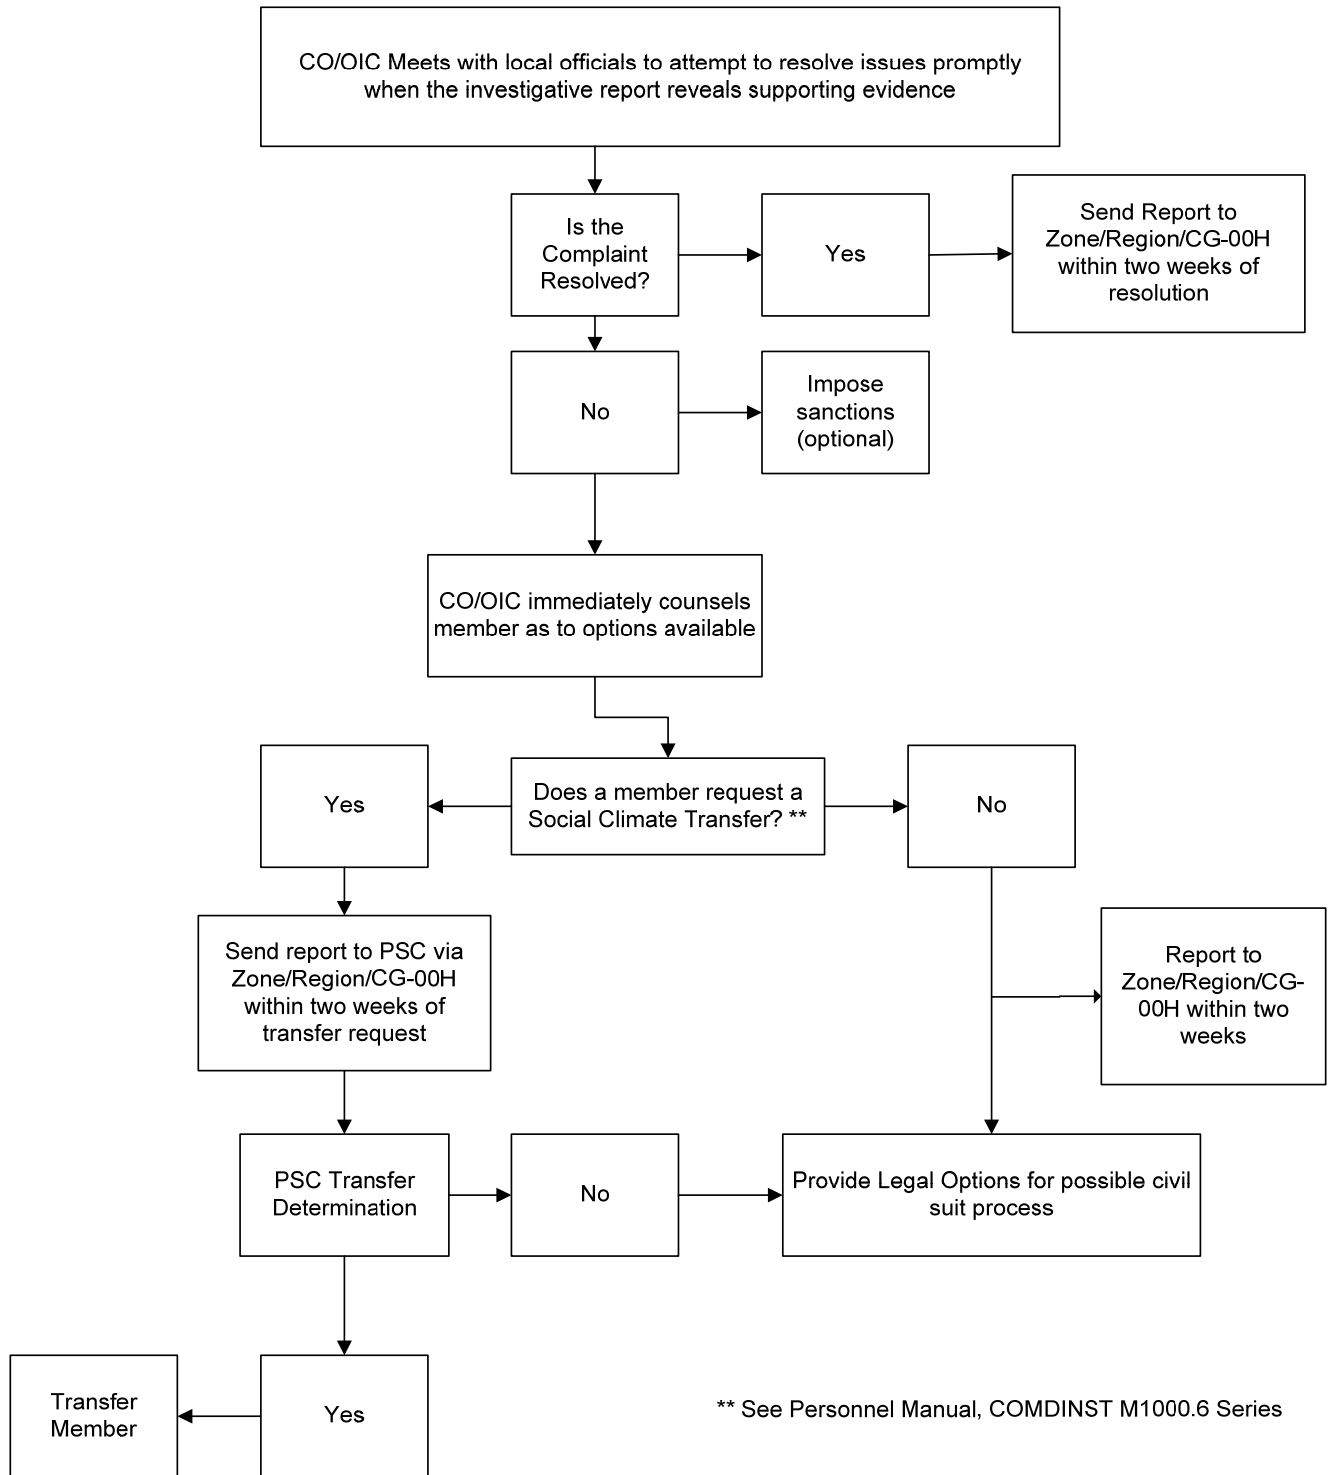 CO/OIC Meets with local officials to attempt to resolve issues promptly
when the investigative report reveals supporting evidence
Is the
Complaint
Resolved?
Yes
Send Report to
Zone/Region/CG-00H
within two weeks of
resolution
No
Impose
sanctions
(optional)
CO/OIC immediately counsels
member as to options available
Yes
Does a member request a
Social Climate Transfer? **
No
Send report to PSC via
Zone/Region/CG-00H
within two weeks of
transfer request
Report to
Zone/Region/CG-
00H within two
weeks
PSC Transfer
Determination
No
Provide Legal Options for possible civil
suit process
Transfer
Member
Yes
** See Personnel Manual, COMDINST M1000.6 Series